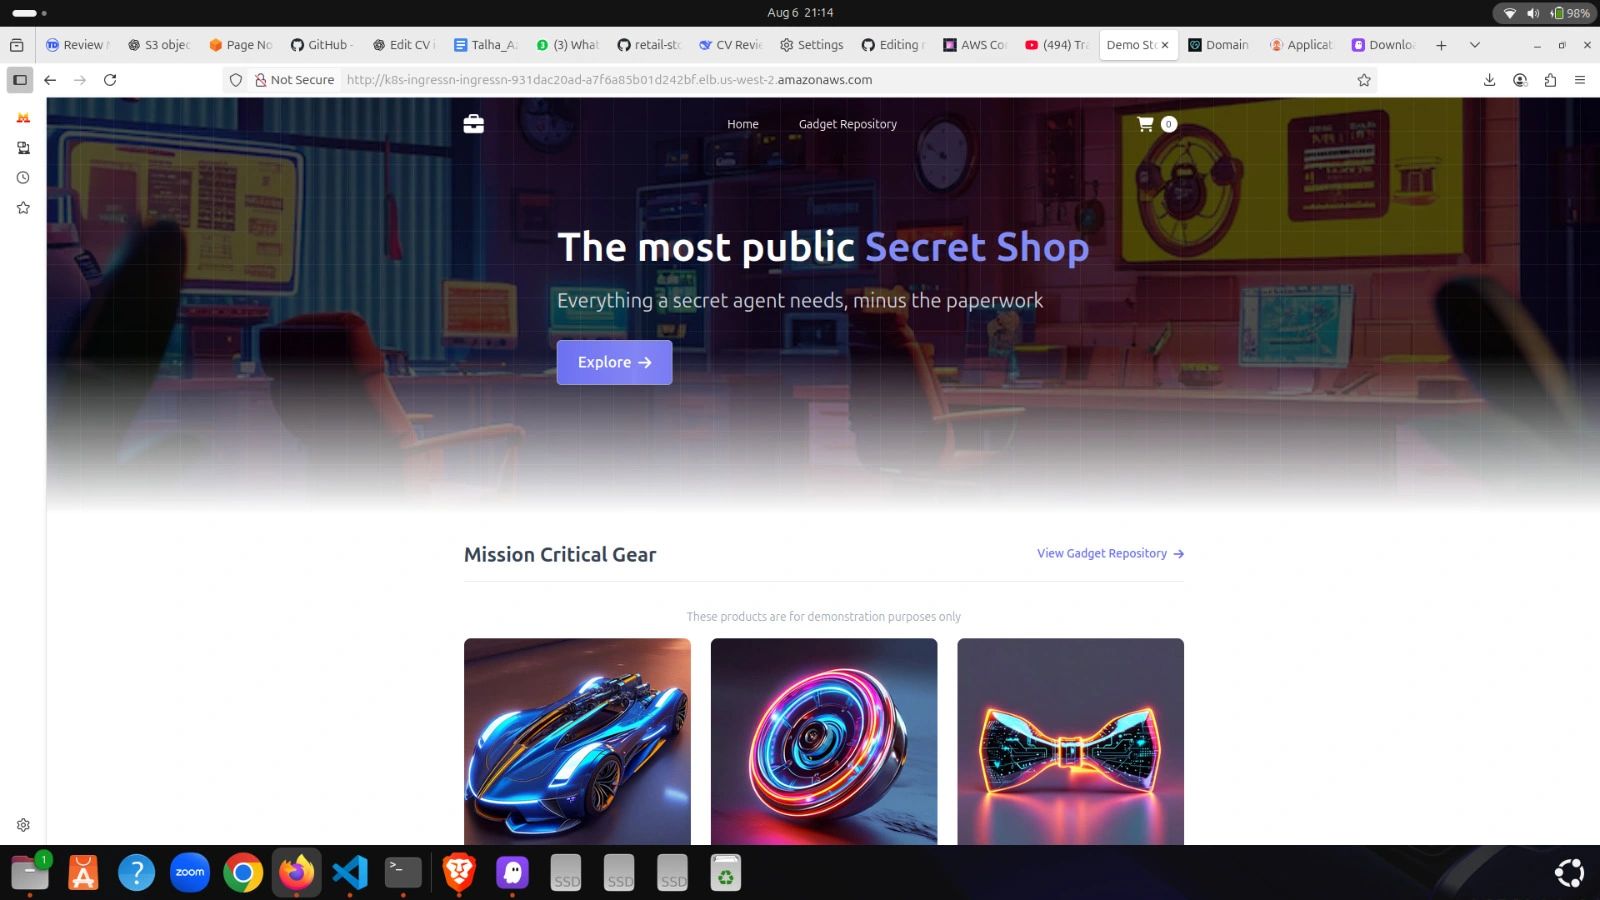 Aug 6 21:14
98%
Review
S3 objec
Page No
GitHub -
Edit CV i
Talha_A
(3) What
retail-sto
CV Revie
Settings
Editing
AWS Co
(494) Tra
Demo Sto
Domain
Applicat
Downlo
Not Secure
http://k8s-ingressn-ingressn-931dac20ad-a7f6a85b01d242bf.elb.us-west-2.amazonaws.com
Home
Gadget Repository
0
The most public Secret Shop
Everything a secret agent needs, minus the paperwork
Explore →
Mission Critical Gear
View Gadget Repository →
These products are for demonstration purposes only
1
zoom
SSD
SSD
SSD